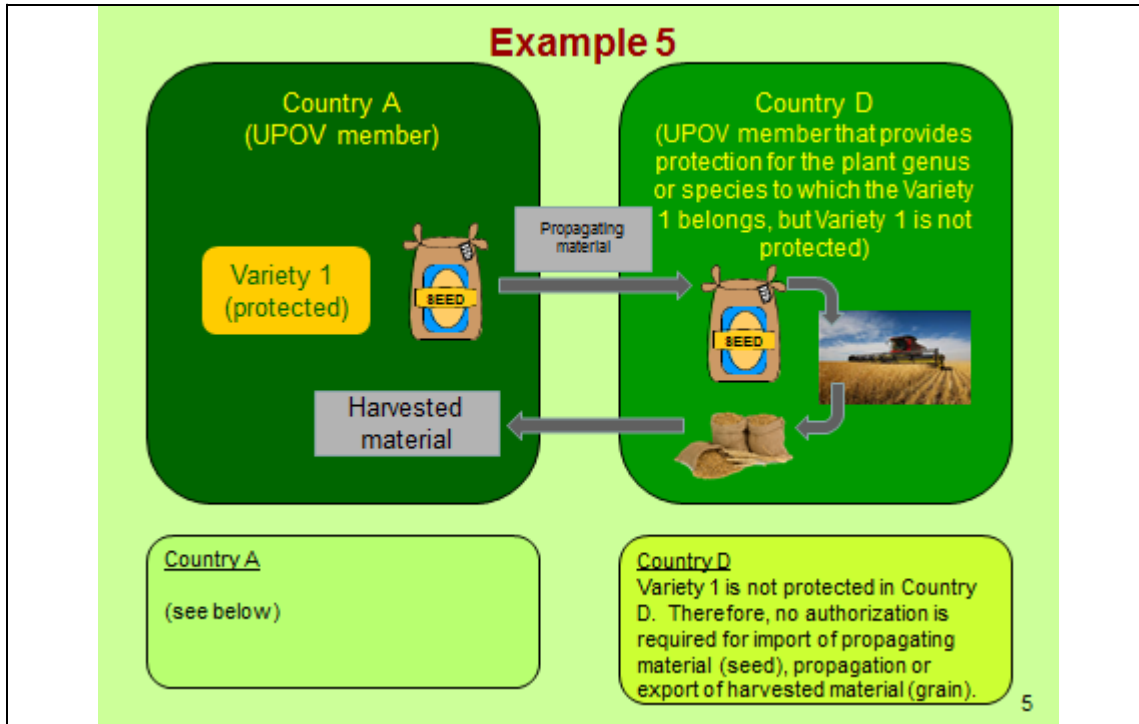 Example 5
Country A
(UPOV member)
Variety 1
(protected)
SEED
Propagating
material
Harvested
material
Country D
(UPOV member that provides
protection for the plant genus
or species to which the Variety
1 belongs, but Variety 1 is not
protected)
SEED
Country A
(see below)
Country D
Variety 1 is not protected in Country
D. Therefore, no authorization is
required for import of propagating
material (seed), propagation or
export of harvested material (grain).
5